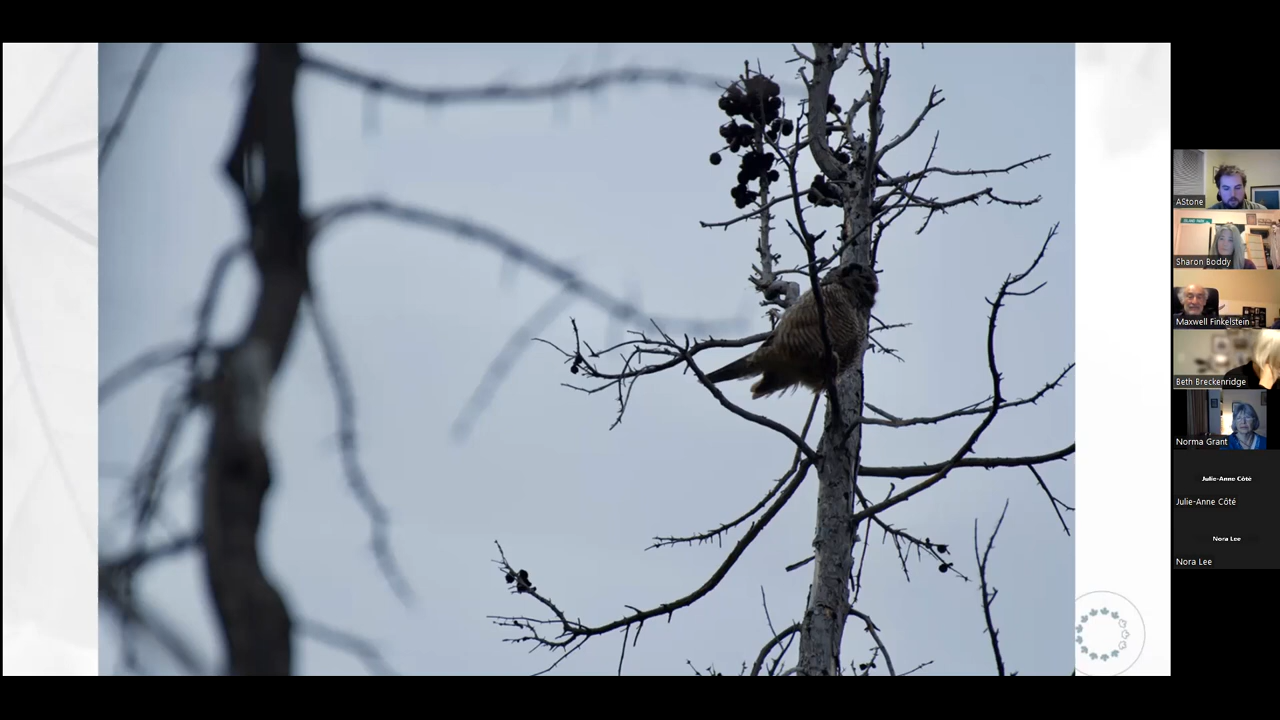 AStone
Sharon Boddy
Maxwell Finkelstein
Beth Breckenridge
Norma Grant
Julie-Anne Côté
Julie-Anne Côté
Nora Lee
Nora Lee